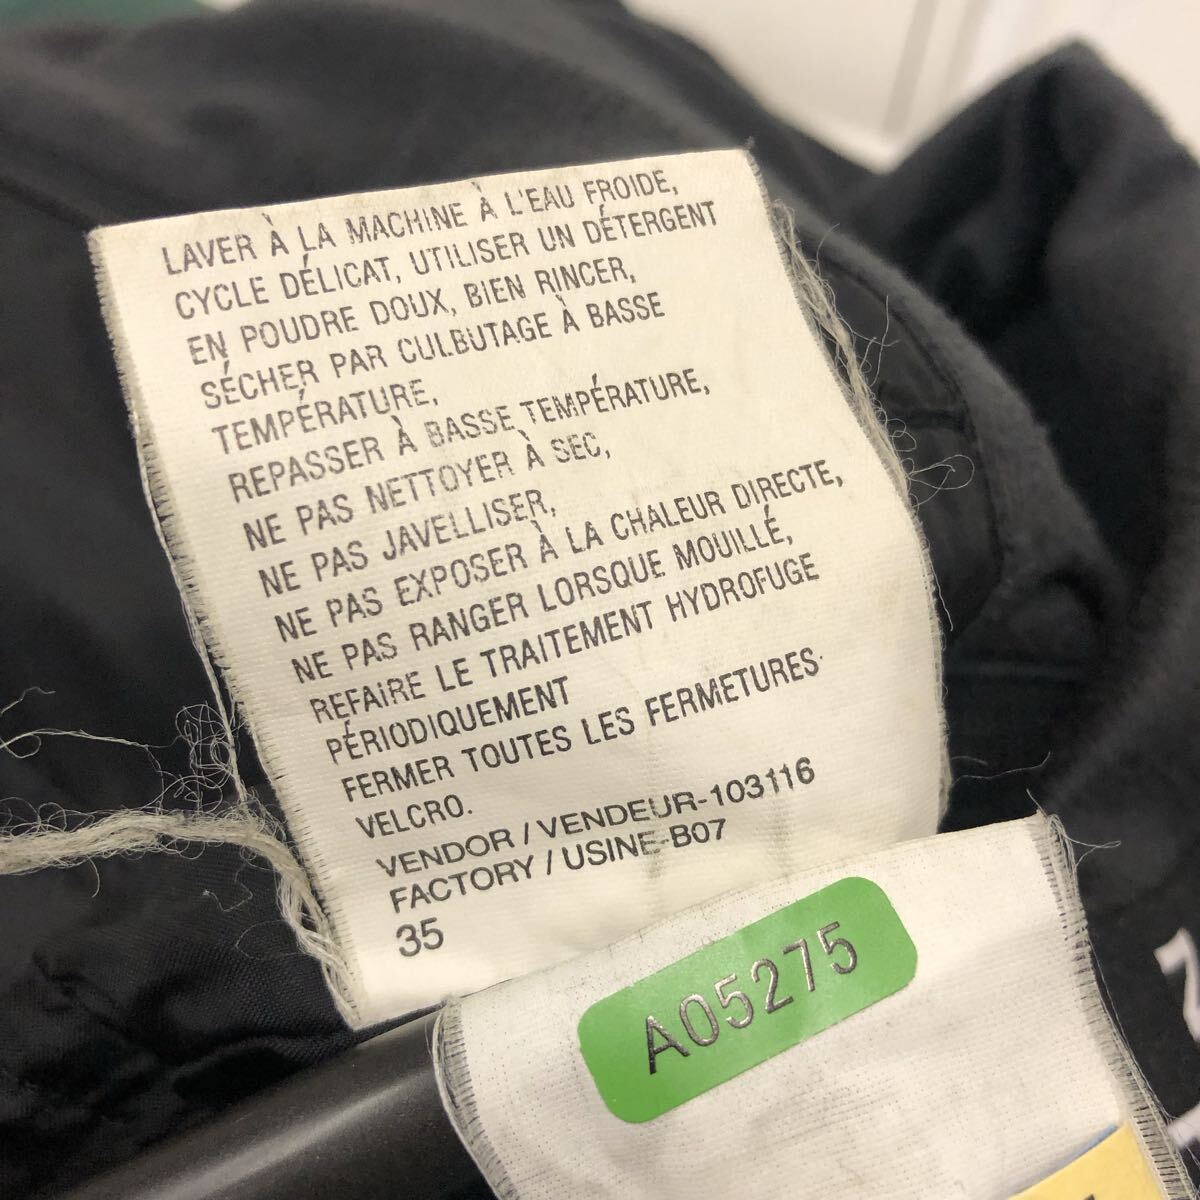 LAVER À LA MACHINE À L'EAU FROIDE,
CYCLE DÉLICAT, UTILISER UN DÉTERGENT
EN POUDRE DOUX, BIEN RINCER,
SÉCHER PAR CULBUTAGE À BASSE
TEMPÉRATURE,
REPASSER À BASSE TEMPÉRATURE,
NE PAS NETTOYER À SEC,
NE PAS JAVELLISER,
NE PAS EXPOSER À LA CHALEUR DIRECTE,
NE PAS RANGER LORSQUE MOUILLÉ,
REFAIRE LE TRAITEMENT HYDROFUGE
PÉRIODIQUEMENT
FERMER TOUTES LES FERMETURES
VELCRO.
VENDOR / VENDEUR-103116
FACTORY / USINE-B07
35
A05275